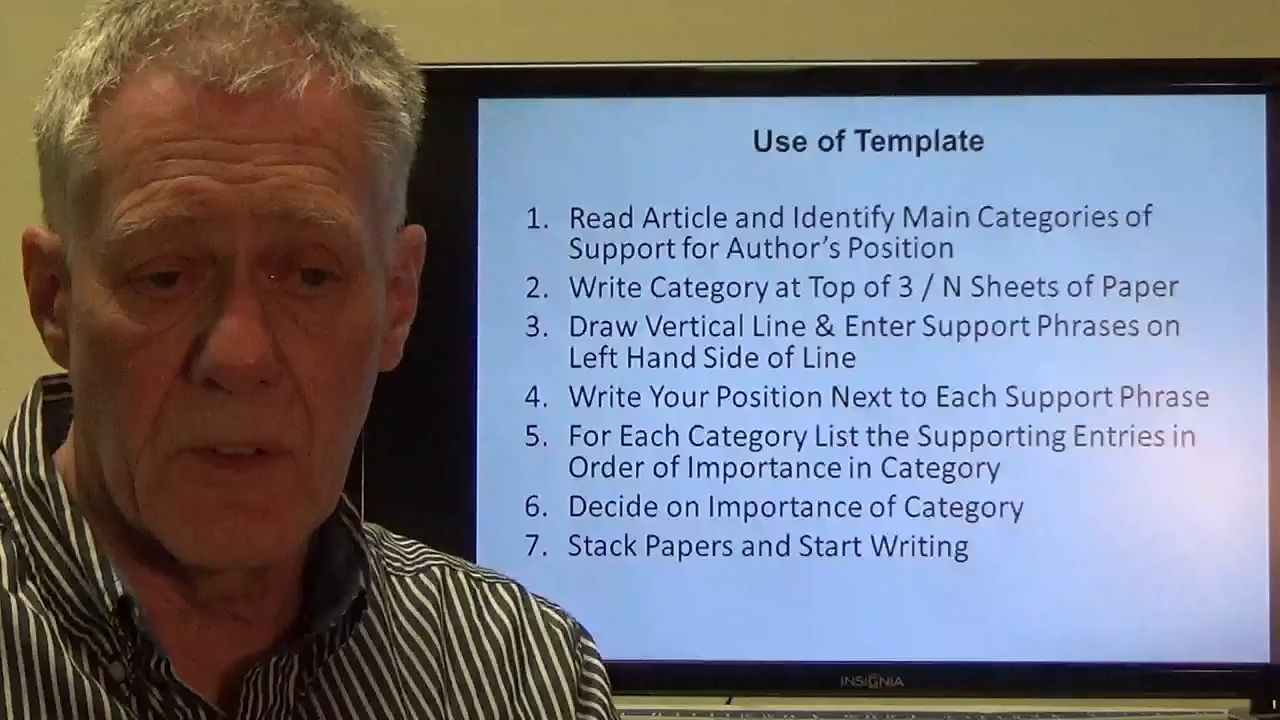 Use of Template
1. Read Article and Identify Main Categories of
Support for Author's Position
2. Write Category at Top of 3 / N Sheets of Paper
3. Draw Vertical Line & Enter Support Phrases on
Left Hand Side of Line
4. Write Your Position Next to Each Support Phrase
5. For Each Category List the Supporting Entries in
Order of Importance in Category
6. Decide on Importance of Category
7. Stack Papers and Start Writing
INSIGNIA